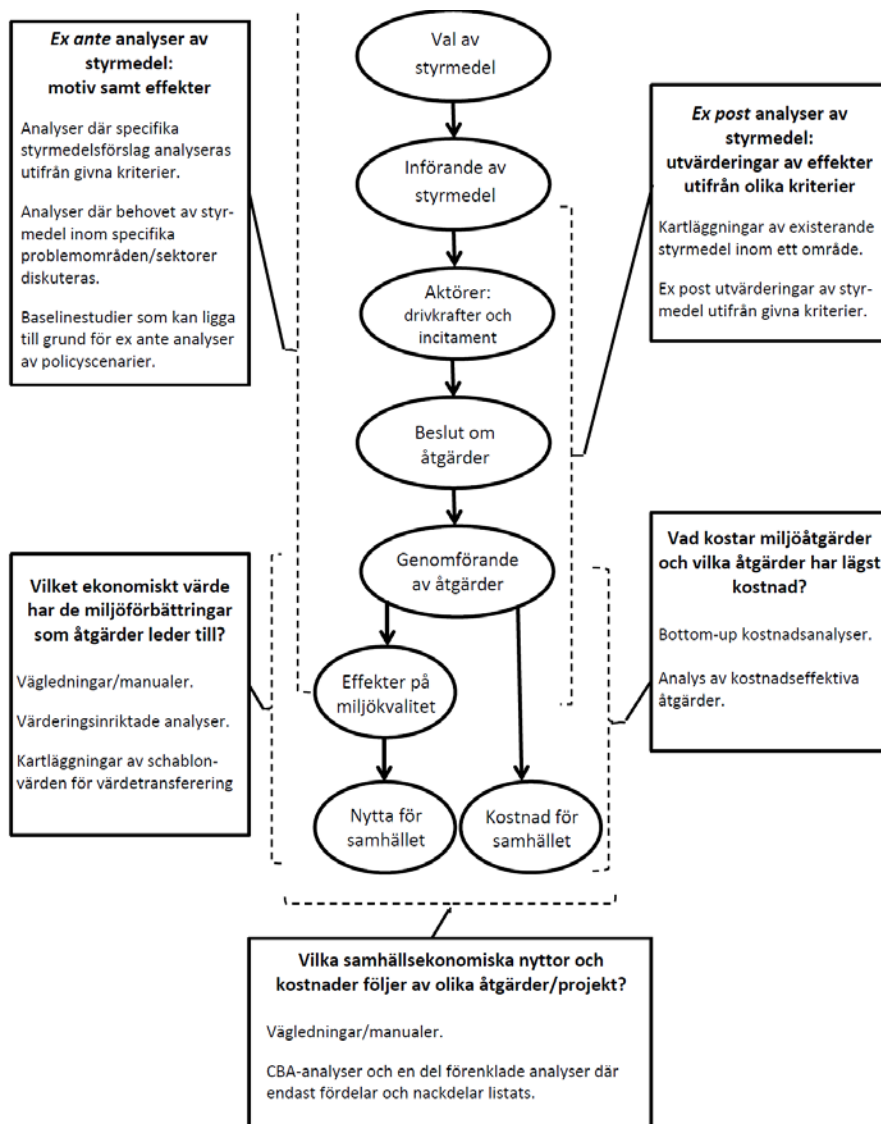 Ex ante analyser av
styrmedel:
motiv samt effekter
Analyser där specifika
styrmedelsförslag analyseras
utifrån givna kriterier.
Analyser där behovet av styr-
medel inom specifika
problemområden/sektorer
diskuteras.
Baselinestudier som kan ligga
till grund för ex ante analyser
av policyscenarier.
Val av
styrmedel
Införande av
styrmedel
Aktörer:
drivkrafter och
incitament
Beslut om
åtgärder
Genomförande
av åtgärder
Effekter på
miljökvalitet
Nytta för
samhället
Kostnad för
samhället
Ex post analyser av
styrmedel:
utvärderingar av effekter
utifrån olika kriterier
Kartläggningar av existerande
styrmedel inom ett område.
Ex post utvärderingar av styr-
medel utifrån givna kriterier.
Vilket ekonomiskt värde
har de miljöförbättringar
som åtgärder leder till?
Vägledningar/manualer.
Värderingsinriktade analyser.
Kartläggningar av schablon-
värden för värdetransferering
Vad kostar miljöåtgärder
och vilka åtgärder har lägst
kostnad?
Bottom-up kostnadsanalyser.
Analys av kostnadseffektiva
åtgärder.
Vilka samhällsekonomiska nyttor och
kostnader följer av olika åtgärder/projekt?
Vägledningar/manualer.
CBA-analyser och en del förenklade analyser där
endast fördelar och nackdelar listats.